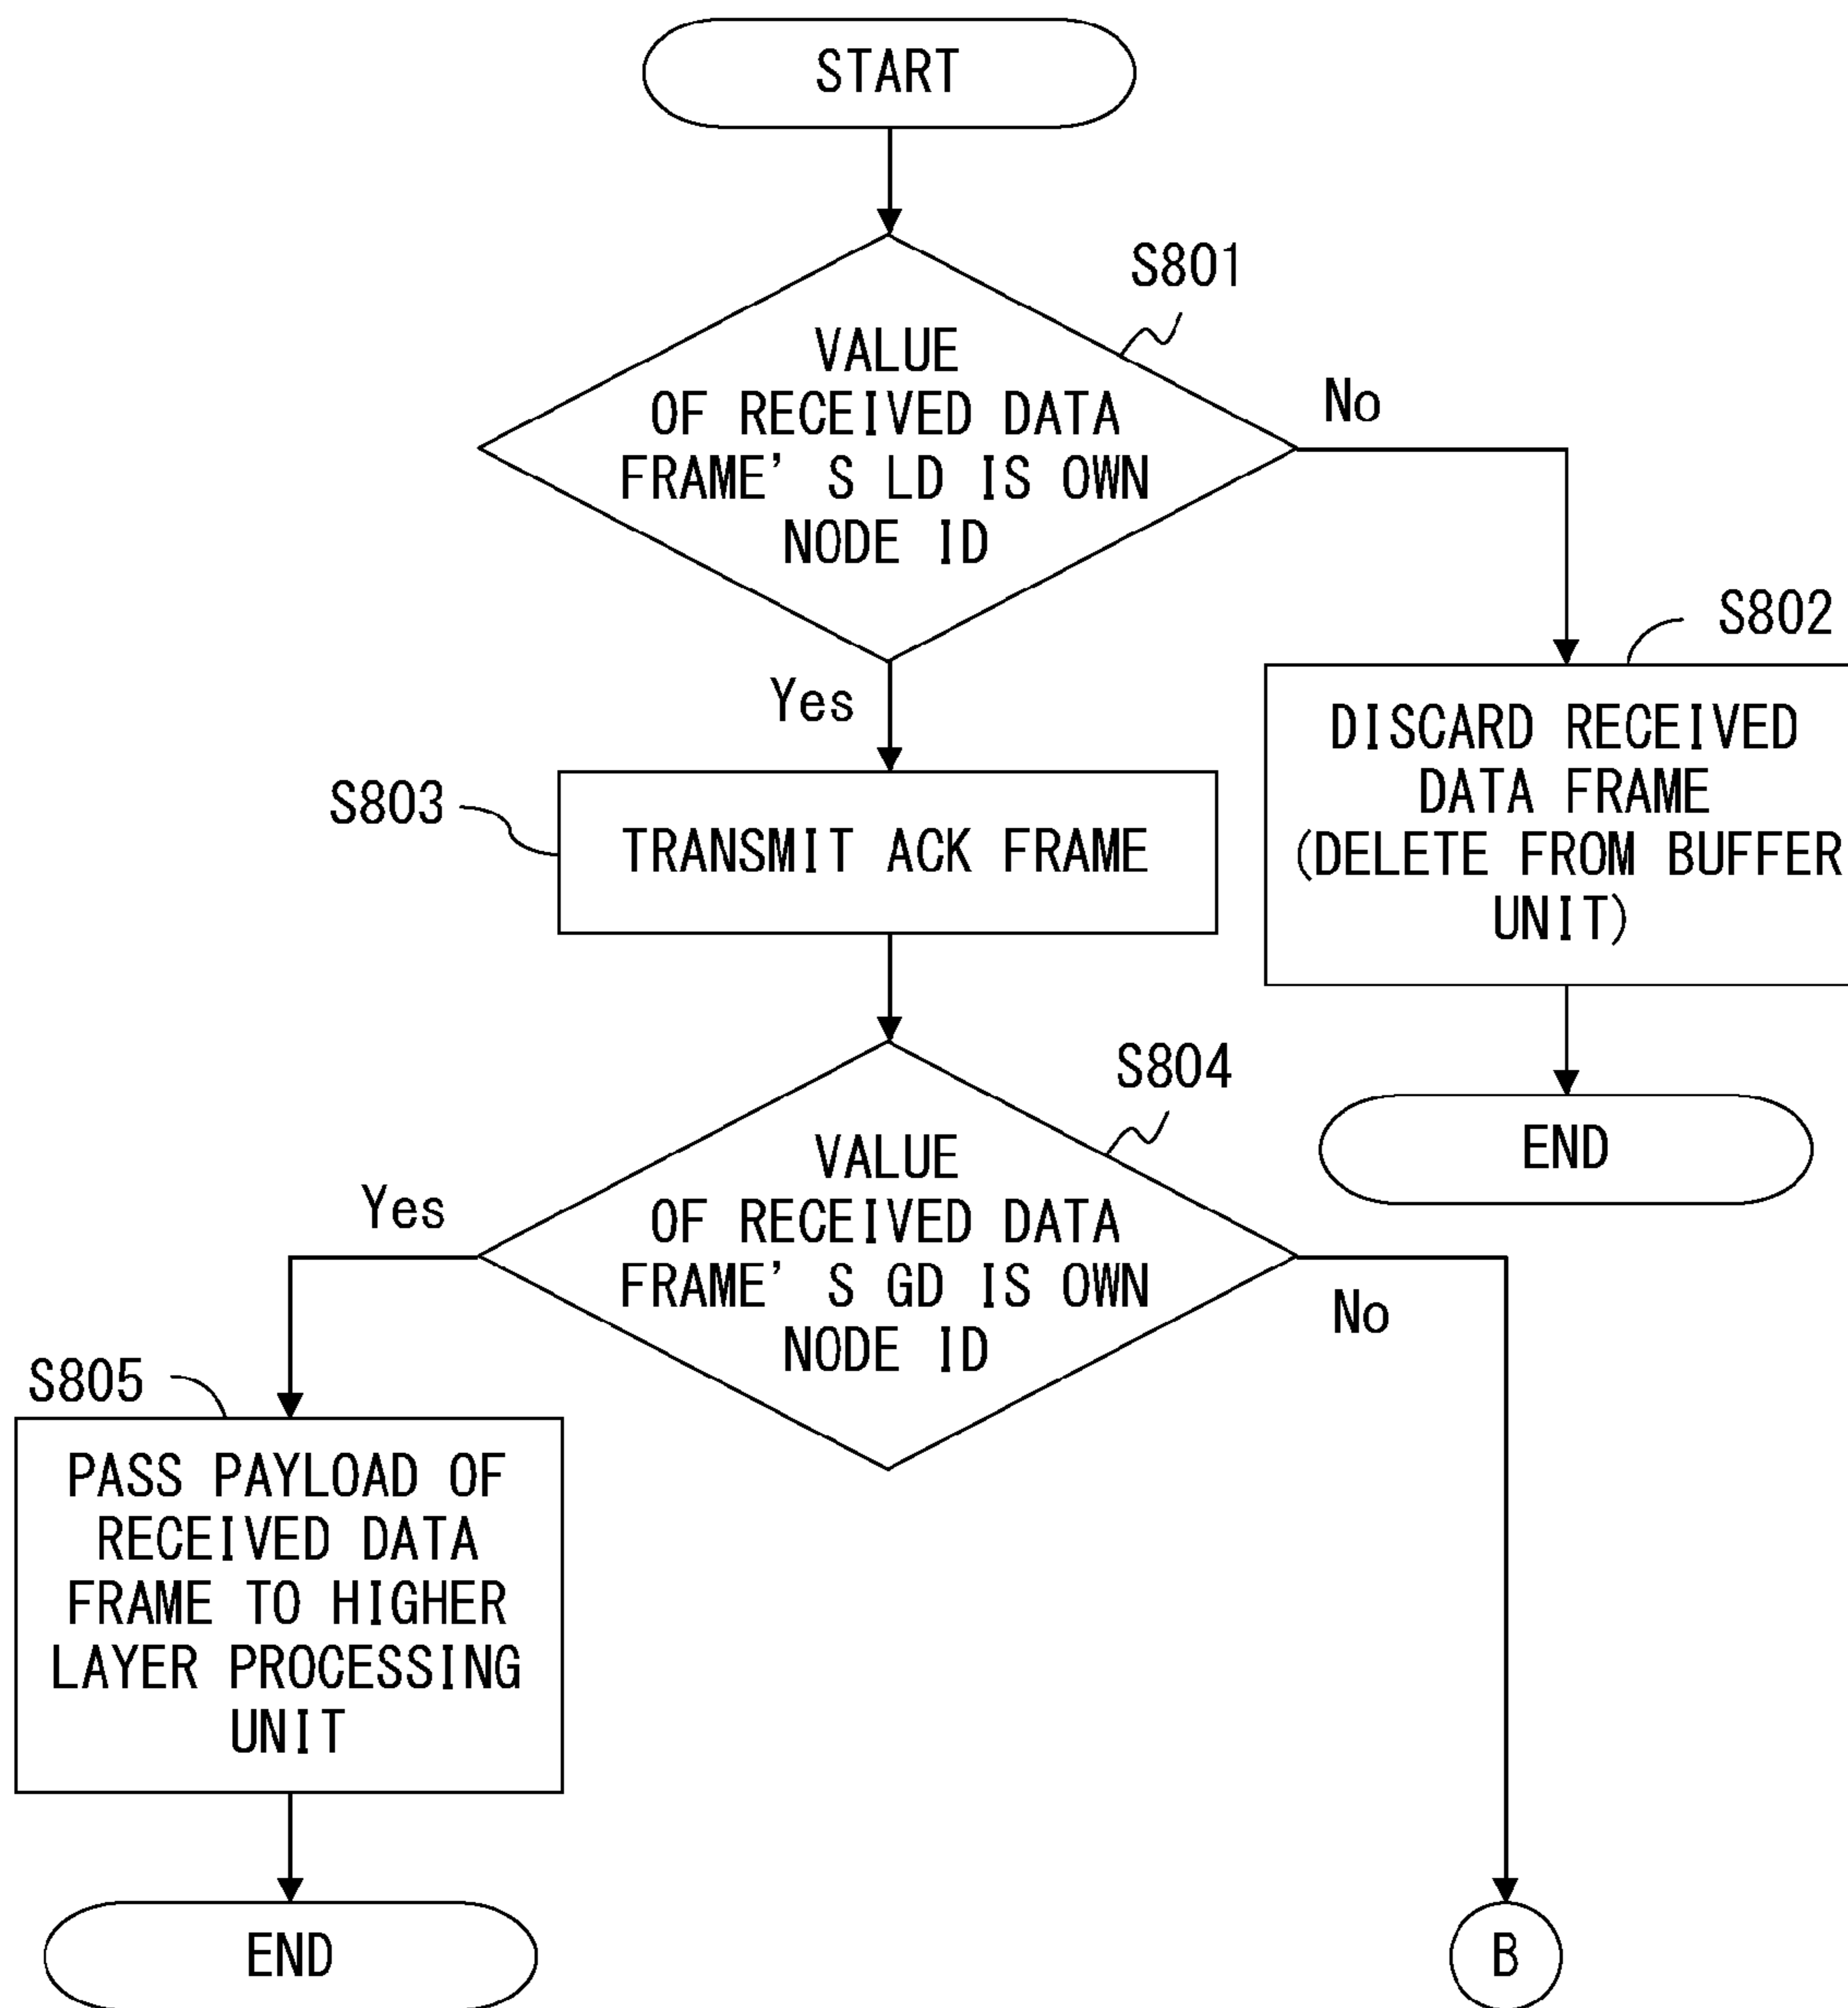 START
S801
VALUE
OF RECEIVED DATA
FRAME'S LD IS OWN
NODE ID
No
Yes
S802
DISCARD RECEIVED
DATA FRAME
(DELETE FROM BUFFER
UNIT)
END
S803
TRANSMIT ACK FRAME
S804
VALUE
OF RECEIVED DATA
FRAME'S GD IS OWN
NODE ID
Yes
No
S805
PASS PAYLOAD OF
RECEIVED DATA
FRAME TO HIGHER
LAYER PROCESSING
UNIT
END
B